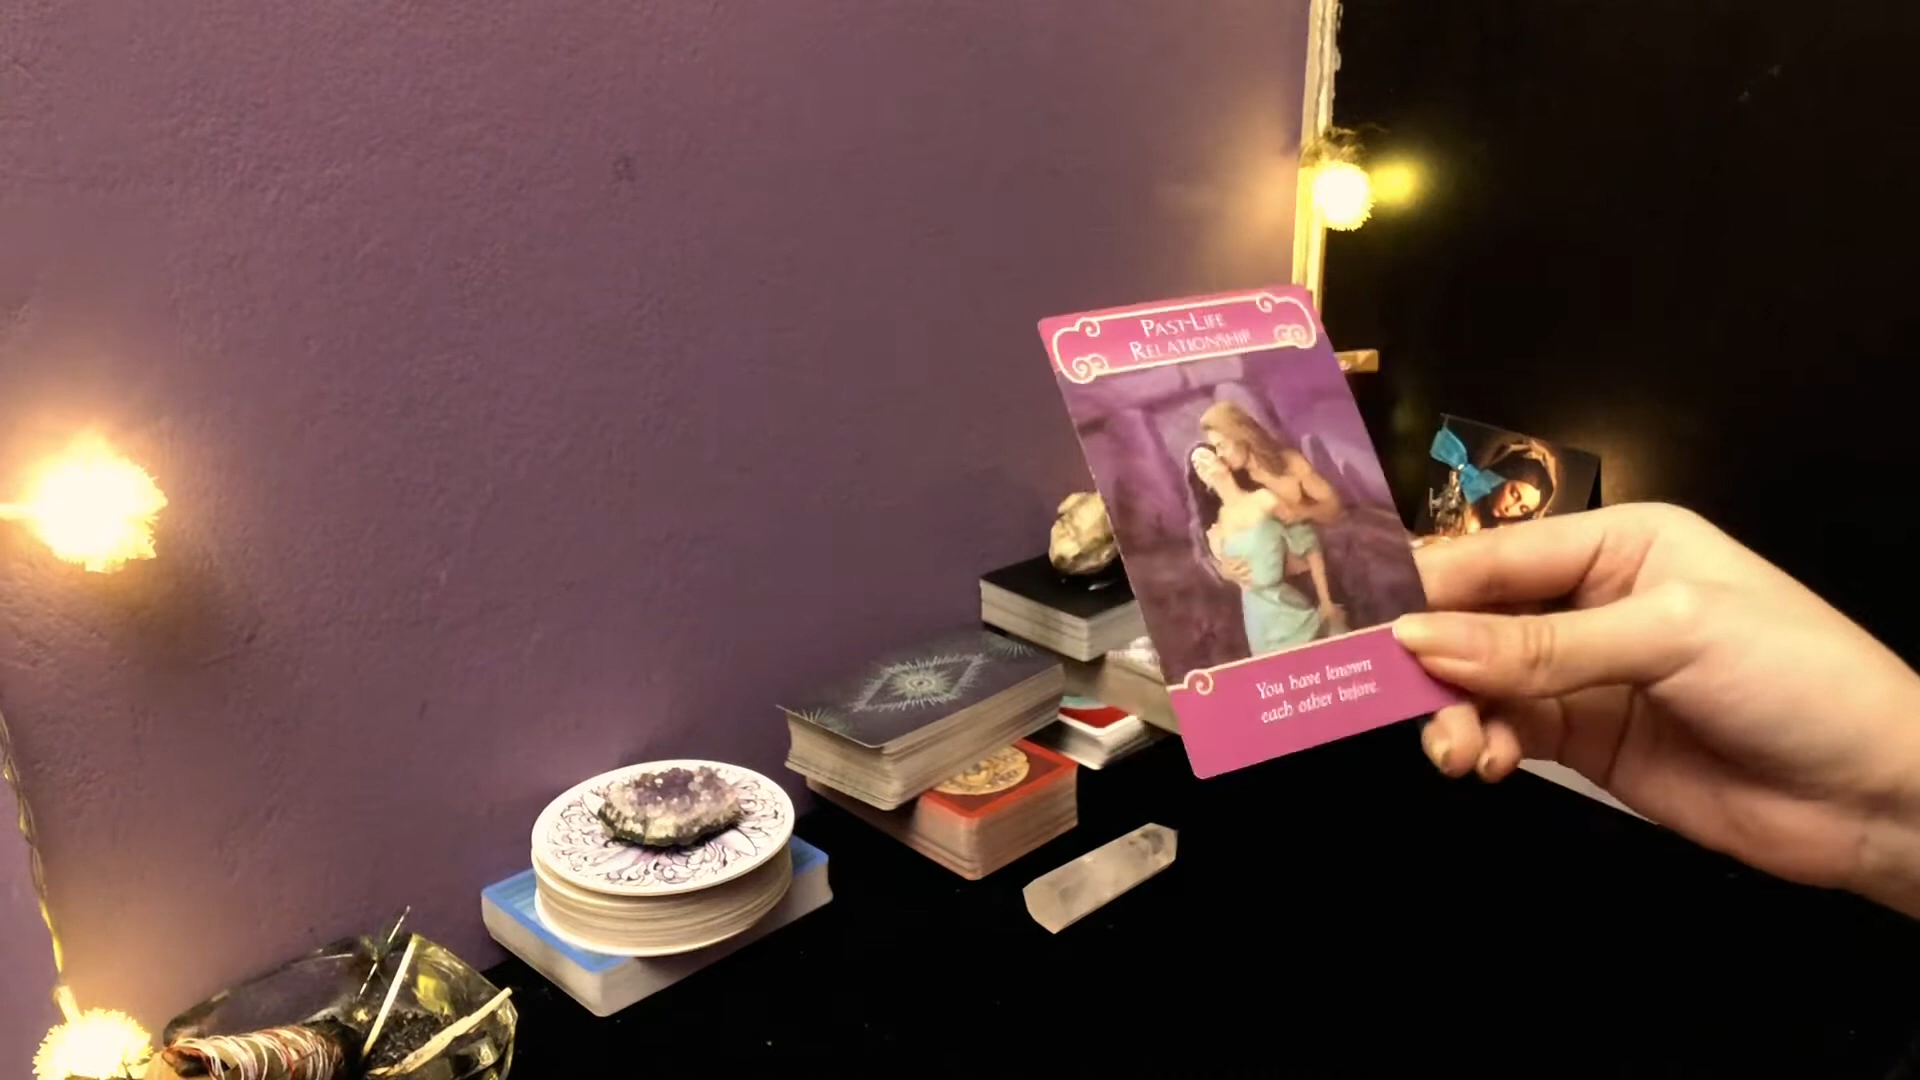 PAST-LIFE
RELATIONSHIP
You have known
each other before.